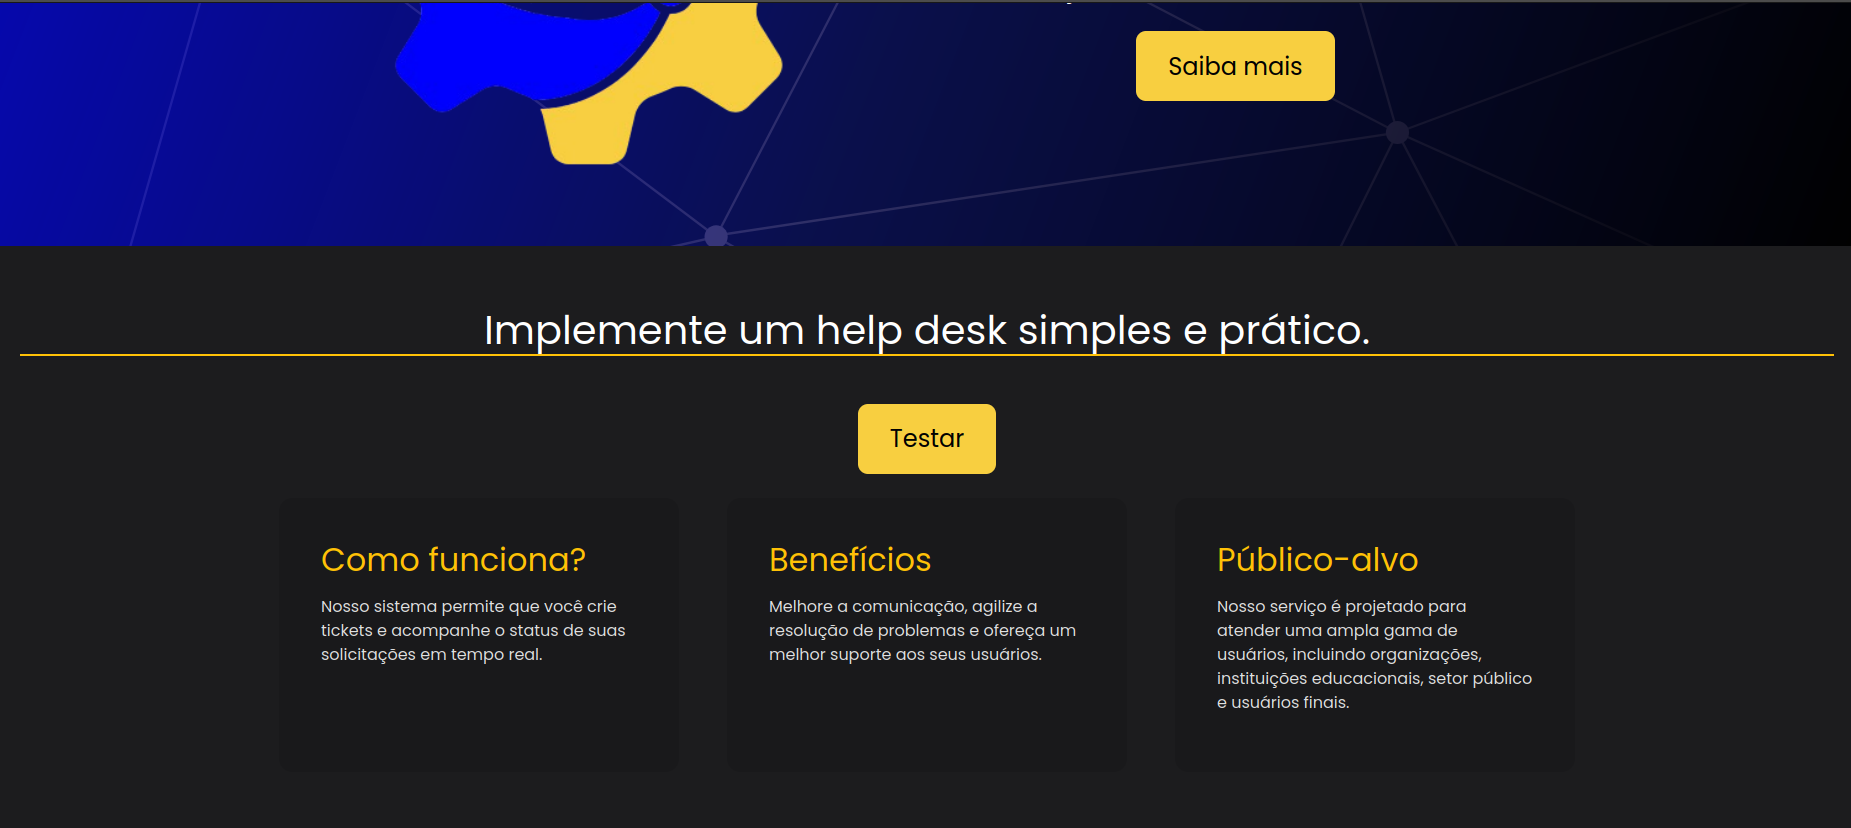 Saiba mais
Implemente um help desk simples e prático.
Testar
Como funciona?
Nosso sistema permite que você crie
tickets e acompanhe o status de suas
solicitações em tempo real.
Benefícios
Melhore a comunicação, agilize a
resolução de problemas e ofereça um
melhor suporte aos seus usuários.
Público-alvo
Nosso serviço é projetado para
atender uma ampla gama de
usuários, incluindo organizações,
instituições educacionais, setor público
e usuários finais.